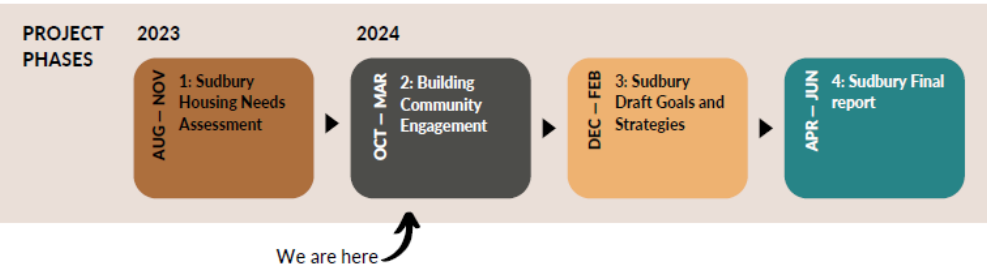 PROJECT
PHASES
2023
2024
AUG – NOV
1: Sudbury
Housing Needs
Assessment
OCT – MAR
2: Building
Community
Engagement
DEC – FEB
3: Sudbury
Draft Goals and
Strategies
APR – JUN
4: Sudbury Final
report
We are here